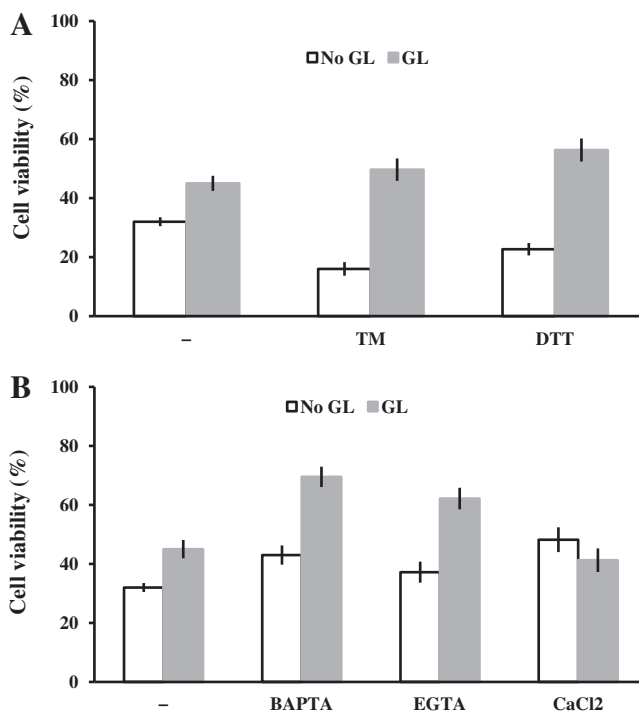 A
100
No GL GL
80
60
40
20
0
Cell viability (%)
– TM DTT
B
100
No GL GL
80
60
40
20
0
Cell viability (%)
– BAPTA EGTA CaCl2